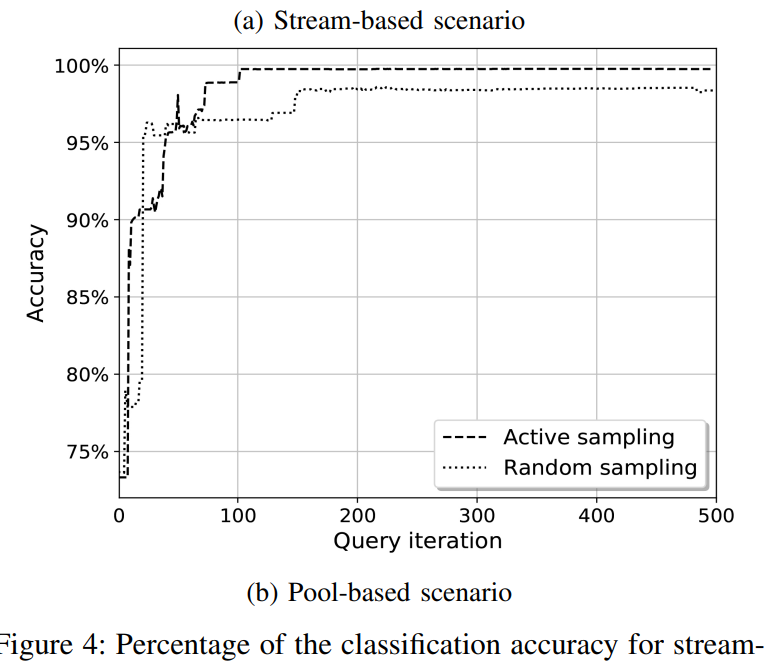 (a) Stream-based scenario
100%
95%
90%
85%
80%
75%
Accuracy
Active sampling
Random sampling
0 100 200 300 400 500
Query iteration
(b) Pool-based scenario
Figure 4: Percentage of the classification accuracy for stream-